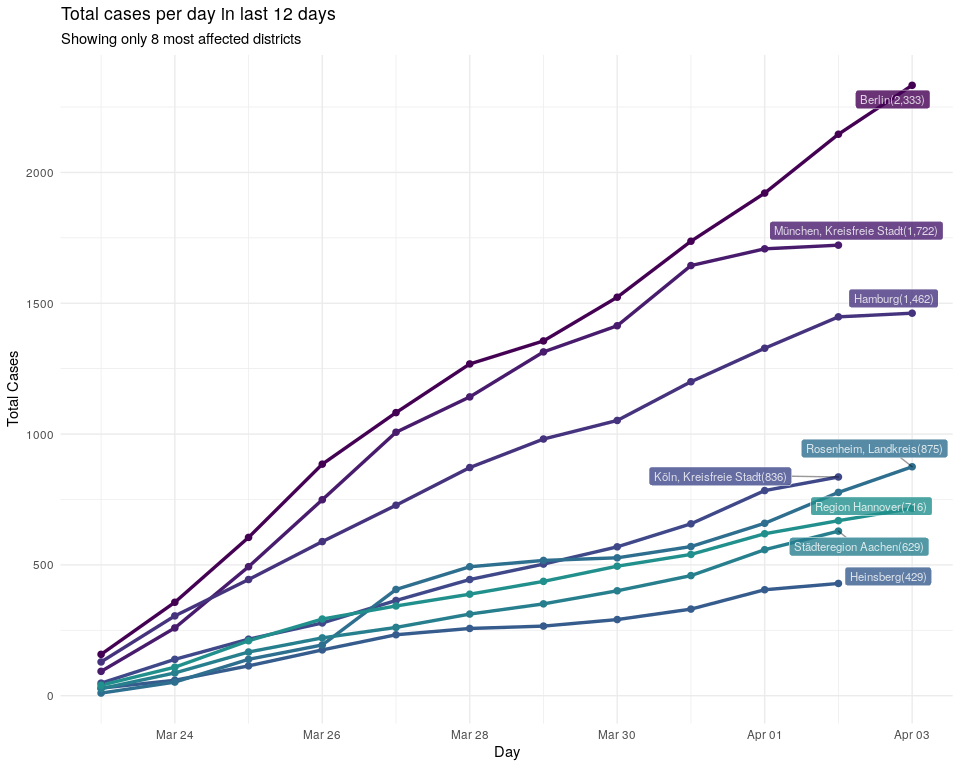 Total cases per day in last 12 days
Showing only 8 most affected districts
Berlin(2,333)
2000
München, Kreisfreie Stadt(1,722)
1500
Hamburg(1,462)
Total Cases
1000
Rosenheim, Landkreis(875)
Köln, Kreisfreie Stadt(836)
Region Hannover(716)
Städteregion Aachen(629)
500
Heinsberg(429)
0
Mar 24 Mar 26 Mar 28 Mar 30 Apr 01 Apr 03
Day